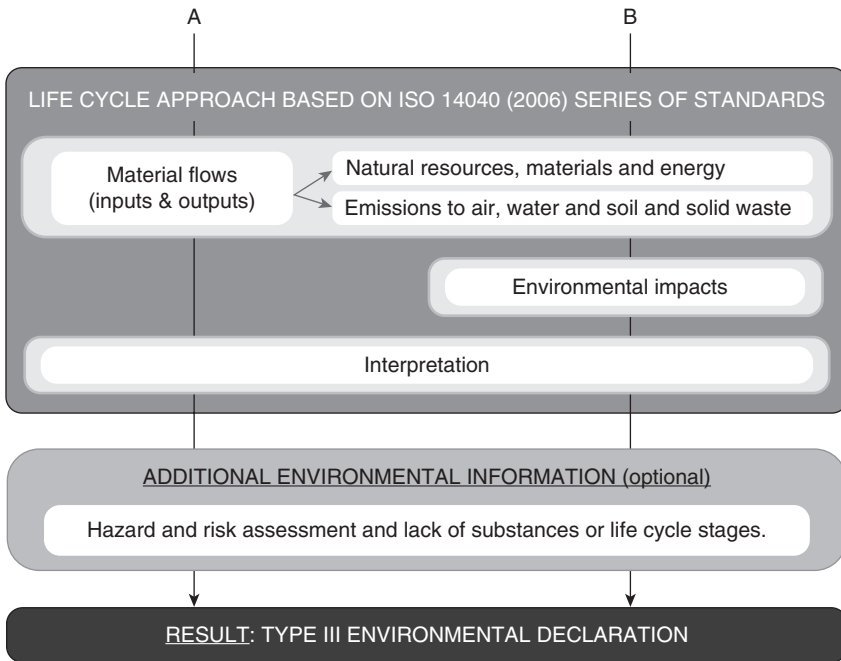 A
B
LIFE CYCLE APPROACH BASED ON ISO 14040 (2006) SERIES OF STANDARDS
Material flows
(inputs & outputs)
Natural resources, materials and energy
Emissions to air, water and soil and solid waste
Environmental impacts
Interpretation
ADDITIONAL ENVIRONMENTAL INFORMATION (optional)
Hazard and risk assessment and lack of substances or life cycle stages.
RESULT: TYPE III ENVIRONMENTAL DECLARATION